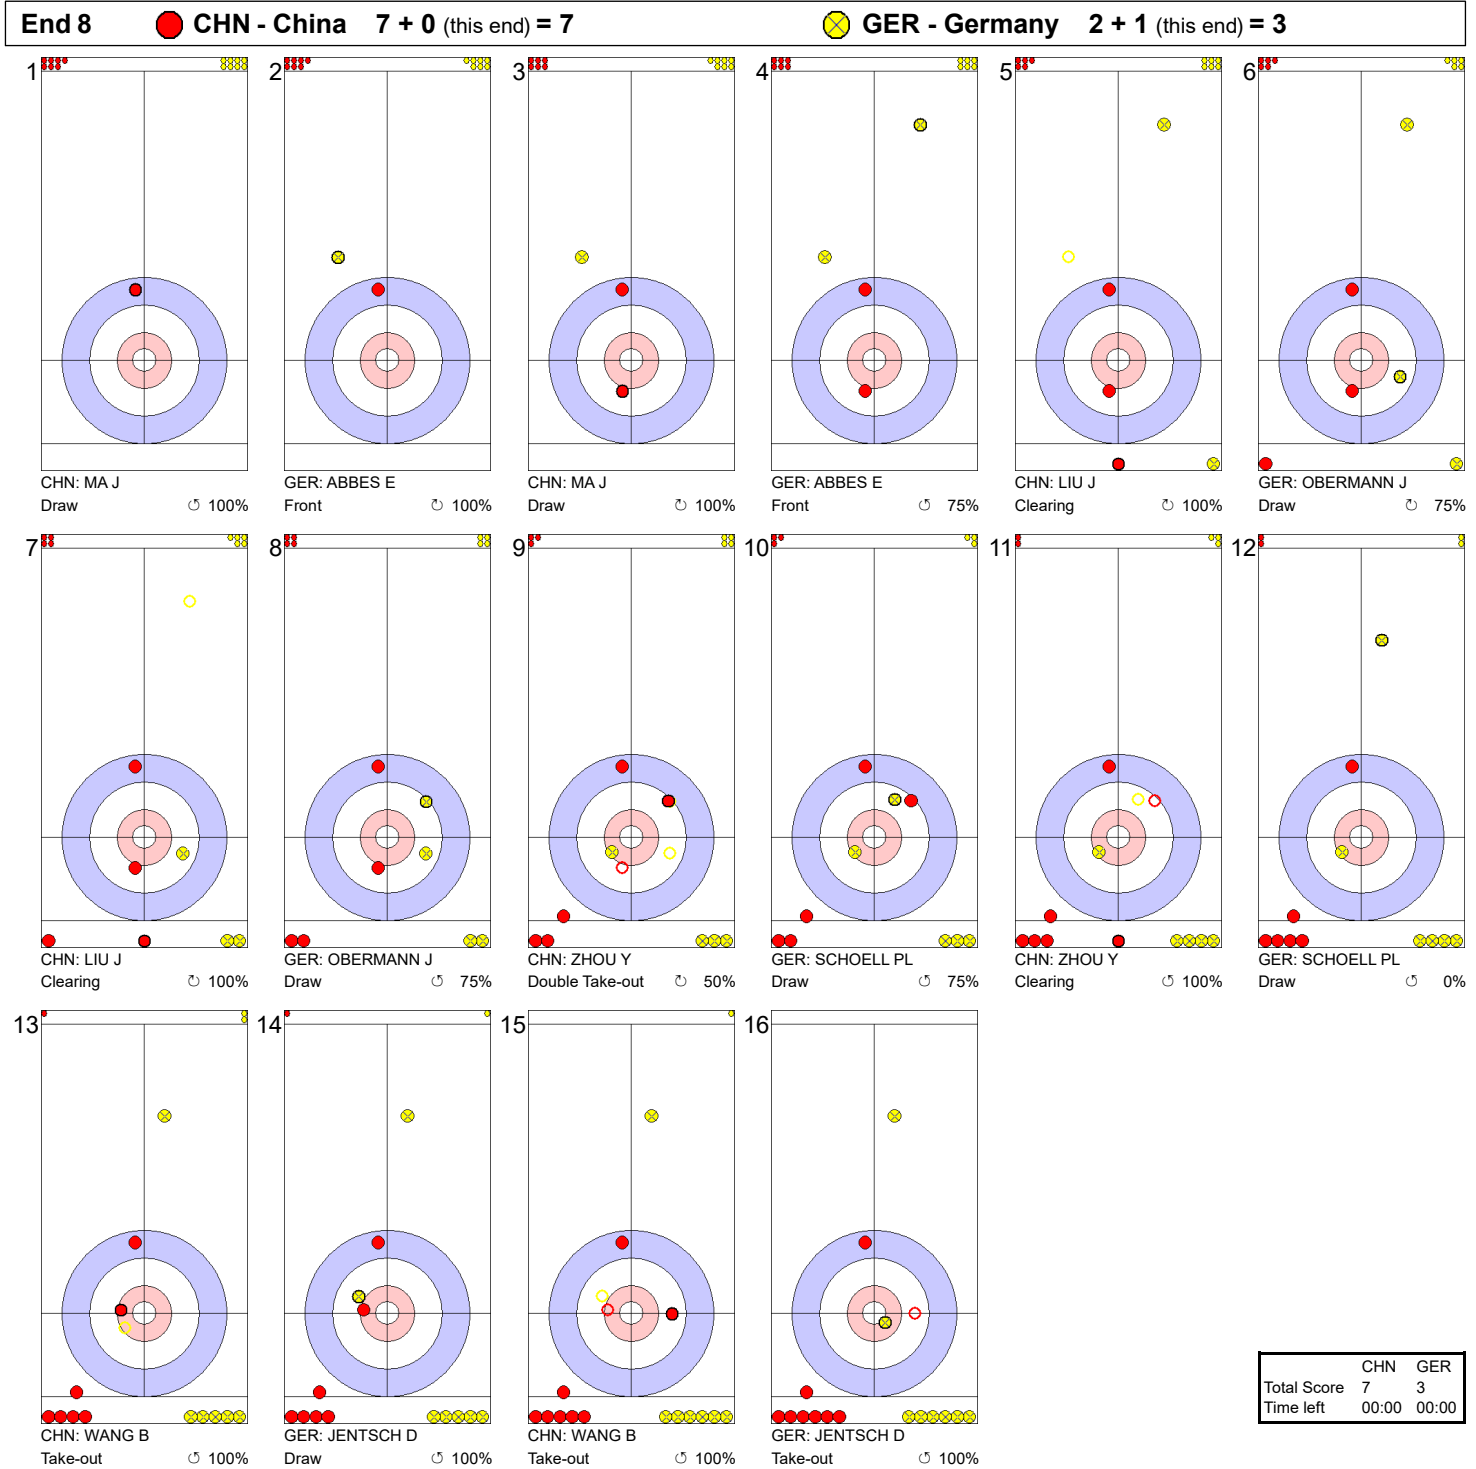 End 8 CHN - China 7 + 0 (this end) = 7 GER - Germany 2 + 1 (this end) = 3
1 2 3 4 5 6
CHN: MA J GER: ABBES E CHN: MA J GER: ABBES E CHN: LIU J GER: OBERMANN J
Draw ↺ 100% Front ↻ 100% Draw ↺ 100% Front ↻ 75% Clearing ↻ 100% Draw ↺ 75%
7 8 9 10 11 12
CHN: LIU J GER: OBERMANN J CHN: ZHOU Y GER: SCHOELL PL CHN: ZHOU Y GER: SCHOELL PL
Clearing ↻ 100% Draw ↺ 75% Double Take-out ↻ 50% Draw ↺ 75% Clearing ↻ 100% Draw ↺ 0%
13 14 15 16
CHN: WANG B GER: JENTSCH D CHN: WANG B GER: JENTSCH D
Take-out ↺ 100% Draw ↺ 100% Take-out ↺ 100% Take-out ↺ 100%
CHN GER
Total Score 7 3
Time left 00:00 00:00